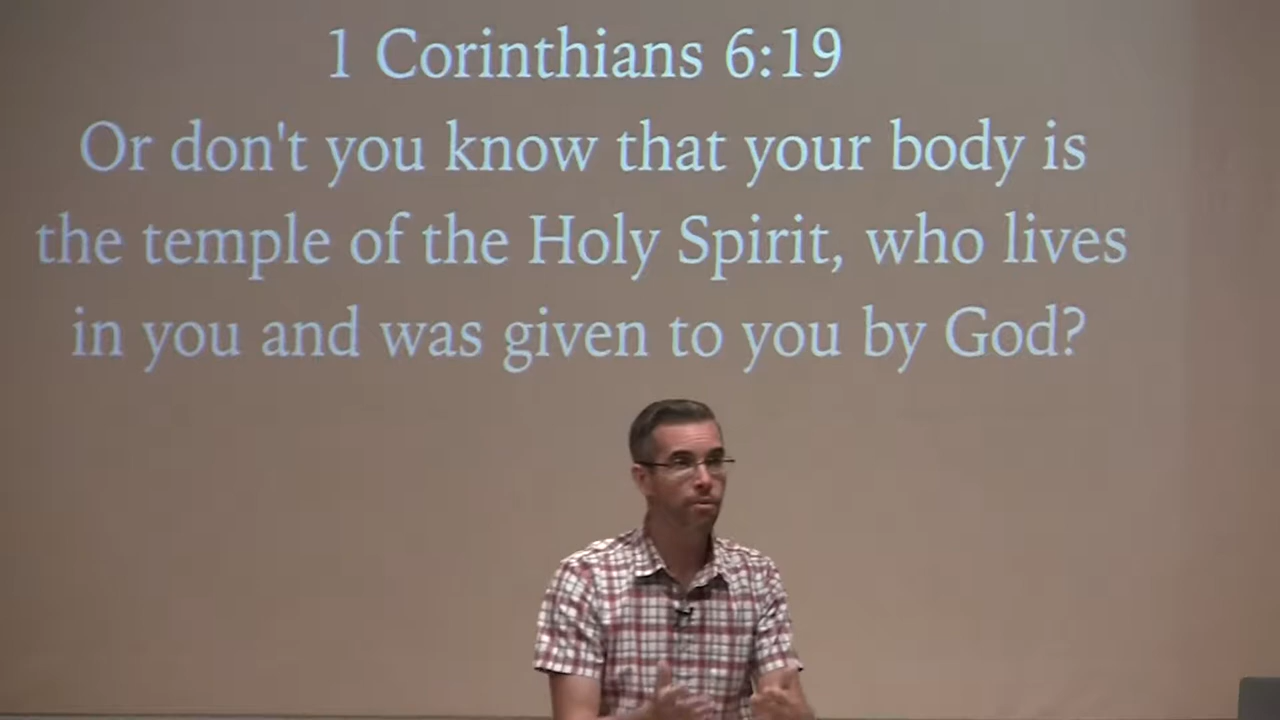 1 Corinthians 6:19
Or don't you know that your body is
the temple of the Holy Spirit, who lives
in you and was given to you by God?